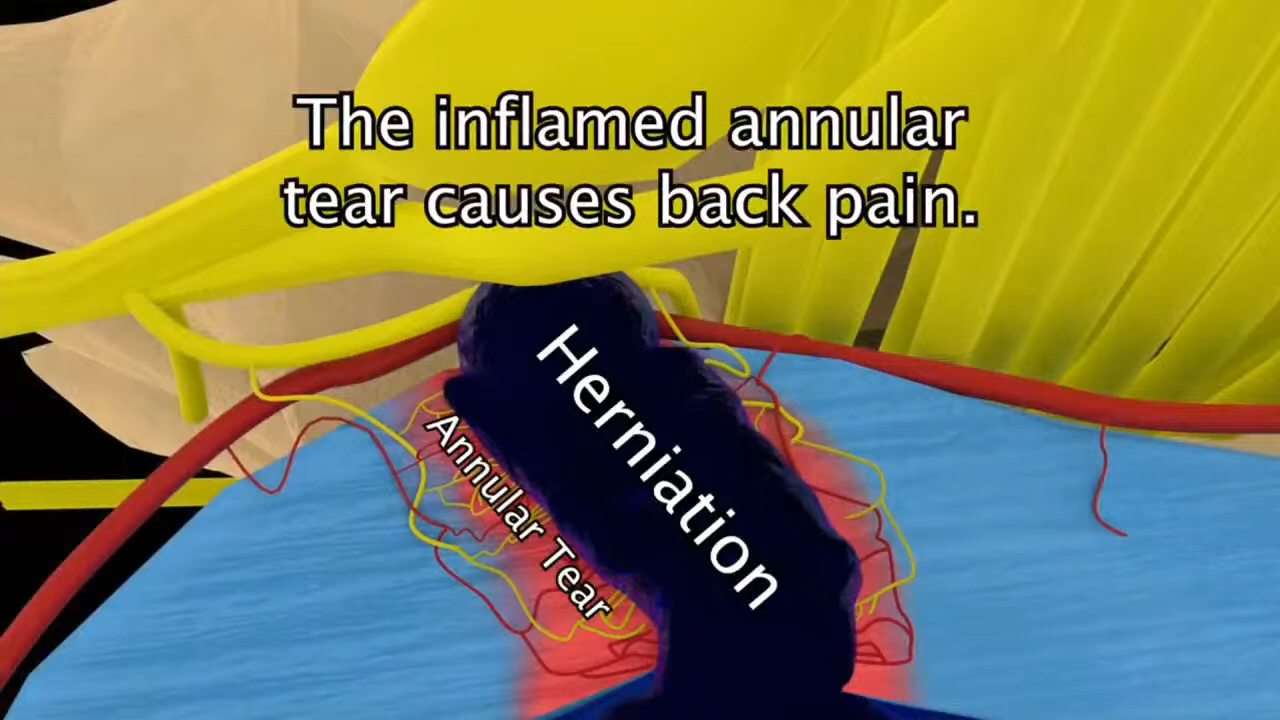 The inflamed annular
tear causes back pain.
Herniation
Annular Tear